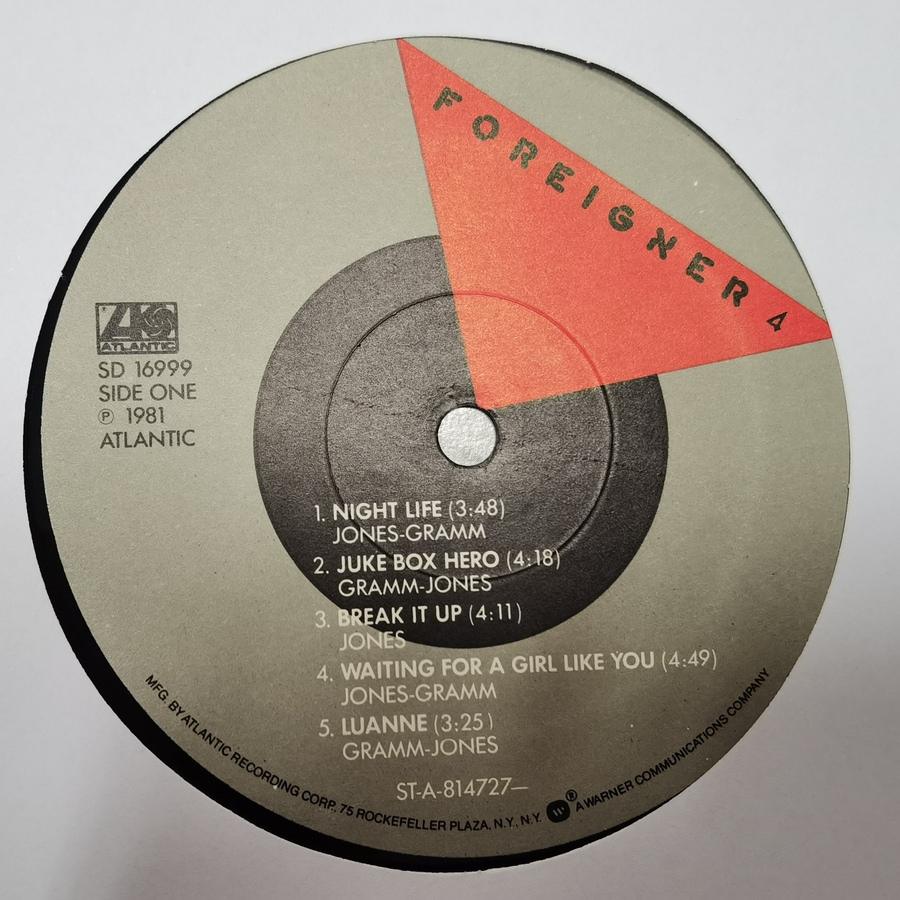 FOREIGNER 4
ATLANTIC
SD 16999
SIDE ONE
℗ 1981
ATLANTIC
1. NIGHT LIFE (3:48)
JONES-GRAMM
2. JUKE BOX HERO (4:18)
GRAMM-JONES
3. BREAK IT UP (4:11)
JONES
4. WAITING FOR A GIRL LIKE YOU (4:49)
JONES-GRAMM
5. LUANNE (3:25)
GRAMM-JONES
ST-A-814727—
MFG. BY ATLANTIC RECORDING CORP. 75 ROCKEFELLER PLAZA, N.Y., N.Y. ® A WARNER COMMUNICATIONS COMPANY